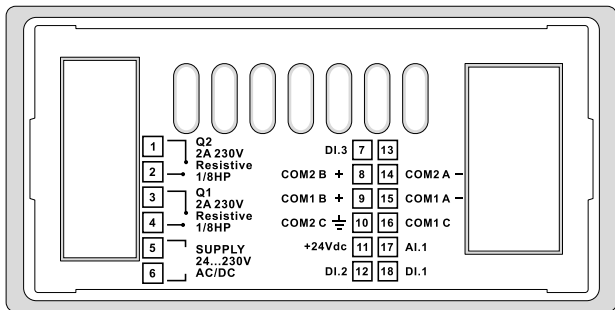 1 Q2
2A 230V
2 Resistive
1/8HP
3 Q1
2A 230V
4 Resistive
1/8HP
5 SUPPLY
24...230V
6 AC/DC
DI.3 7 13
COM2 B + 8 14 COM2 A –
COM1 B + 9 15 COM1 A –
COM2 C 10 16 COM1 C
+24Vdc 11 17 AI.1
DI.2 12 18 DI.1